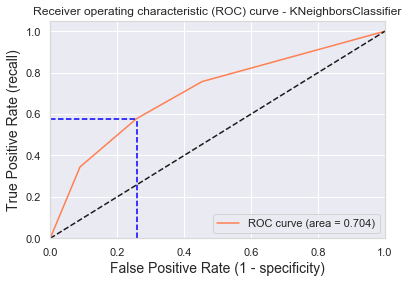 Receiver operating characteristic (ROC) curve - KNeighborsClassifier
1.0
0.8
0.6
0.4
0.2
0.0
True Positive Rate (recall)
ROC curve (area = 0.704)
0.0 0.2 0.4 0.6 0.8 1.0
False Positive Rate (1 - specificity)